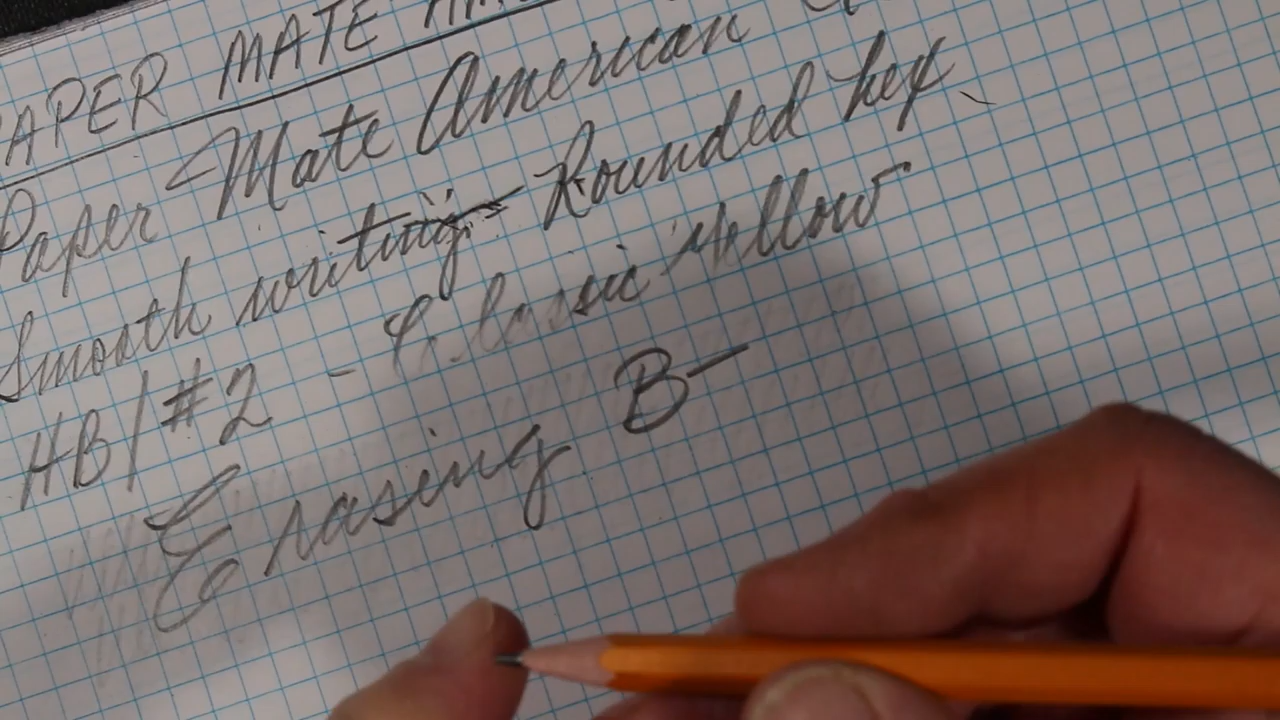 PAPER MATE AM
Paper Mate American
Smooth writing - Rounded hex
HB/#2 - Classic Yellow
Erasing B-